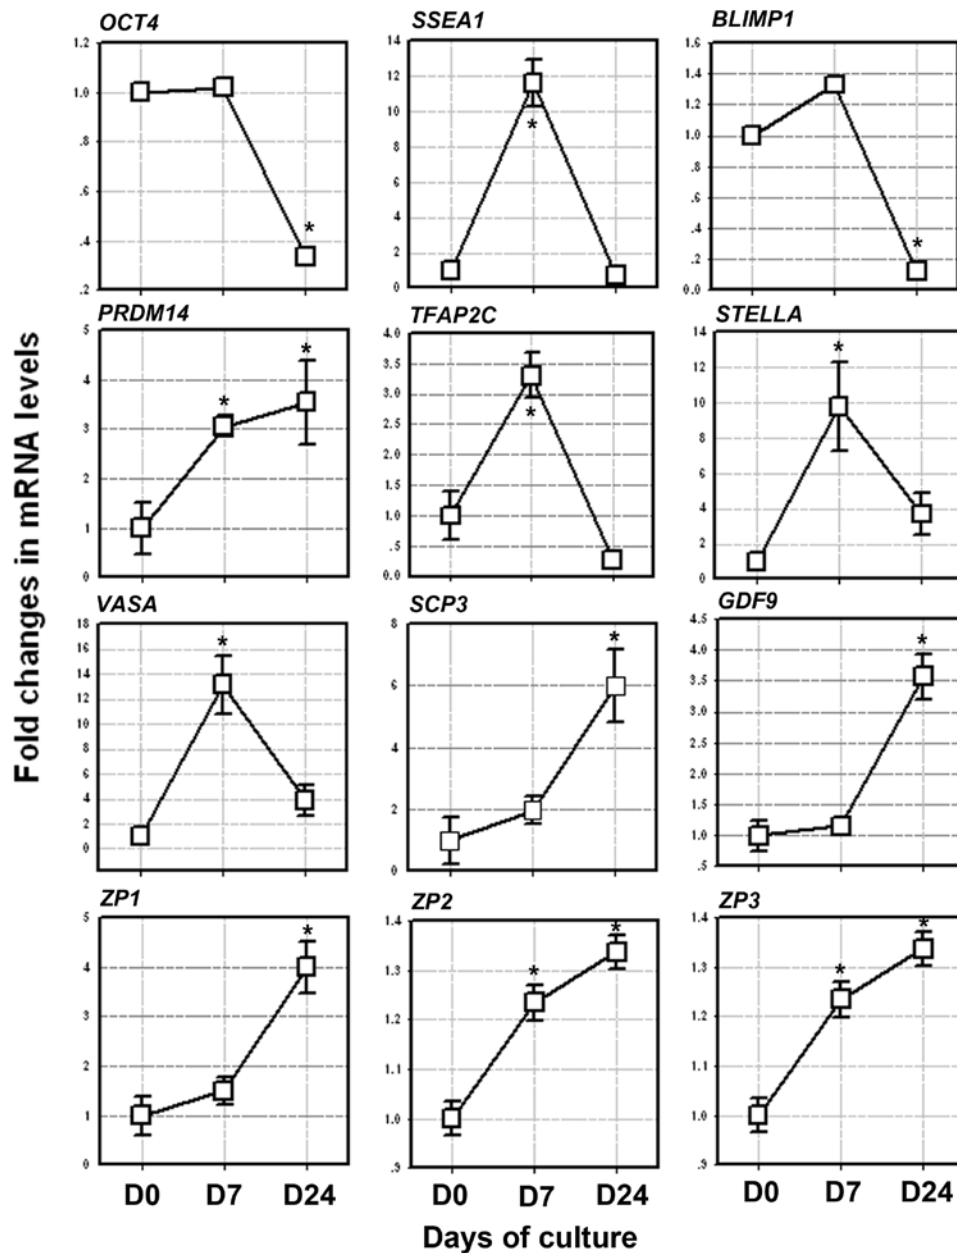 OCT4 SSEA1 BLIMP1
1.2 14 1.6
1.0 12 1.4
.8 10 1.2
.6 8 1.0
.4 6 .8
.2 4 .6
2 .4
0 .2
0.0
* * *
PRDM14 TFAP2C STELLA
5 4.0 14
4 3.5 12
3 3.0 10
2 2.5 8
1 2.0 6
0 1.5 4
1.0 2
.5 0
0.0
* * * *
VASA SCP3 GDF9
18 8 4.5
16 6 4.0
14 4 3.5
12 2 3.0
10 0 2.5
8 2.0
6 1.5
4 1.0
2 .5
0
* * *
ZP1 ZP2 ZP3
5 1.4 1.4
4 1.3 1.3
3 1.2 1.2
2 1.1 1.1
1 1.0 1.0
0 .9 .9
* * * * *
D0 D7 D24 D0 D7 D24 D0 D7 D24
Days of culture
Fold changes in mRNA levels